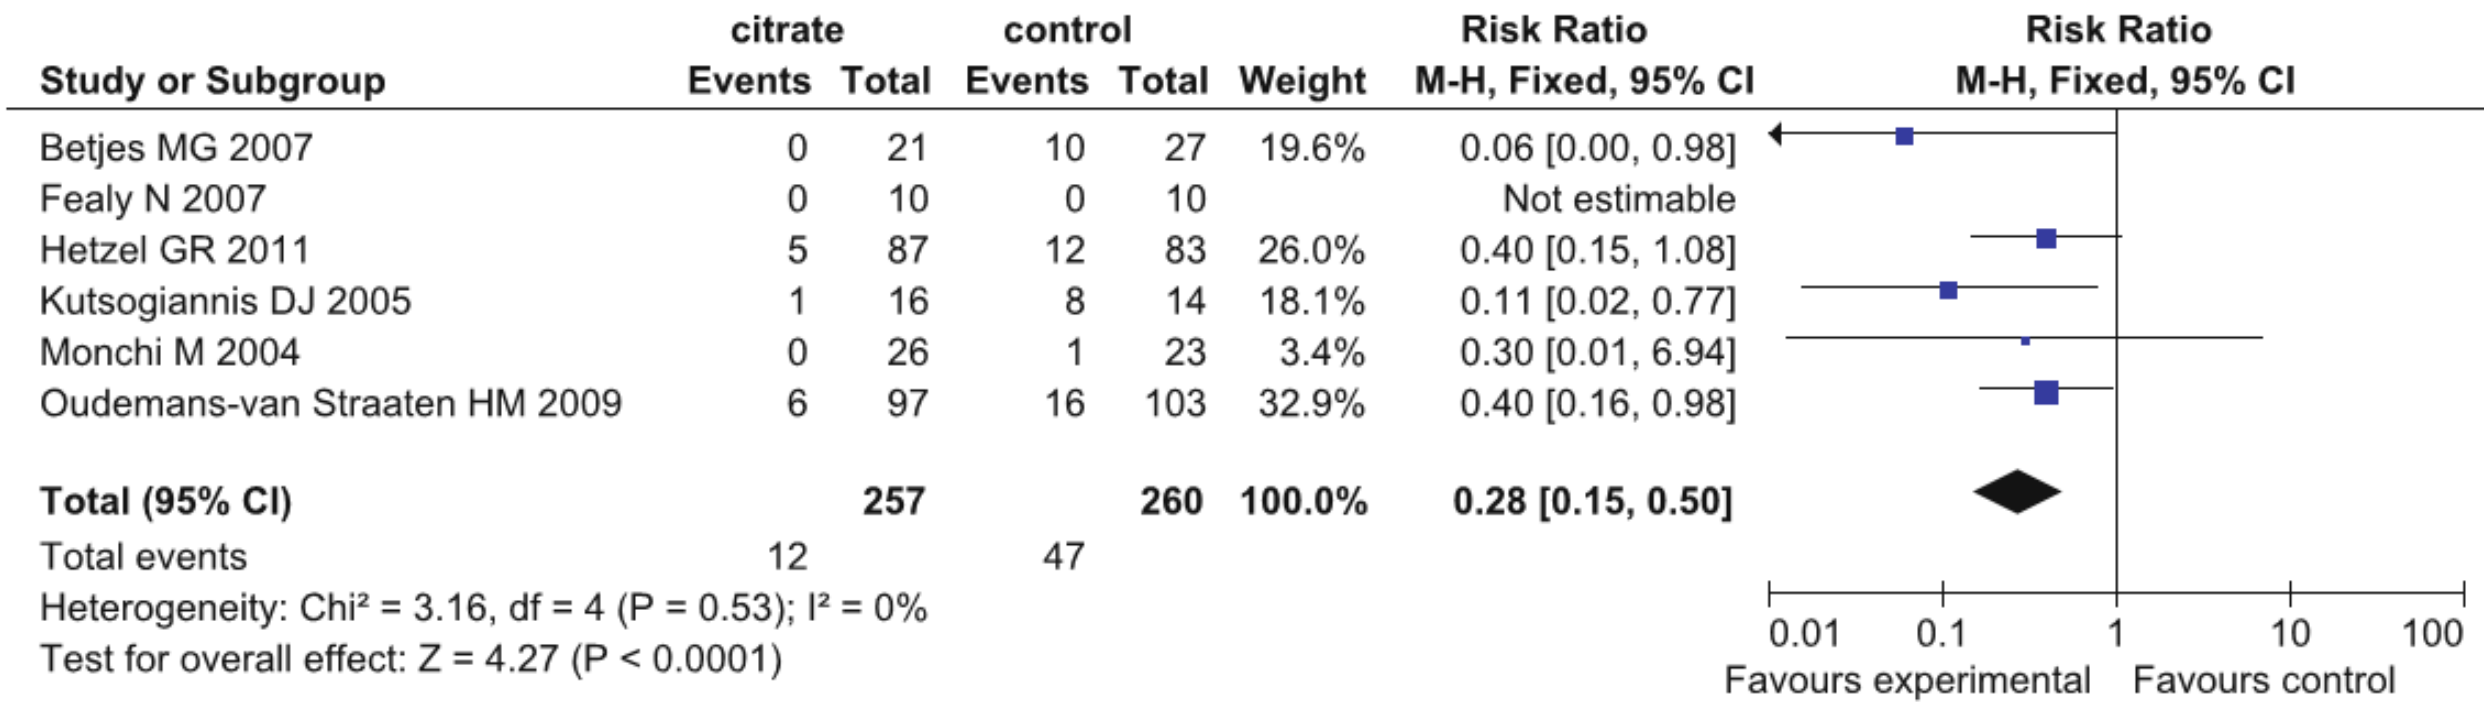 citrate control Risk Ratio Risk Ratio
Study or Subgroup Events Total Events Total Weight M-H, Fixed, 95% CI M-H, Fixed, 95% CI
Betjes MG 2007 0 21 10 27 19.6% 0.06 [0.00, 0.98]
Fealy N 2007 0 10 0 10 Not estimable
Hetzel GR 2011 5 87 12 83 26.0% 0.40 [0.15, 1.08]
Kutsogiannis DJ 2005 1 16 8 14 18.1% 0.11 [0.02, 0.77]
Monchi M 2004 0 26 1 23 3.4% 0.30 [0.01, 6.94]
Oudemans-van Straaten HM 2009 6 97 16 103 32.9% 0.40 [0.16, 0.98]
Total (95% CI) 257 260 100.0% 0.28 [0.15, 0.50]
Total events 12 47
Heterogeneity: Chi² = 3.16, df = 4 (P = 0.53); I² = 0%
Test for overall effect: Z = 4.27 (P < 0.0001)
0.01 0.1 1 10 100
Favours experimental Favours control